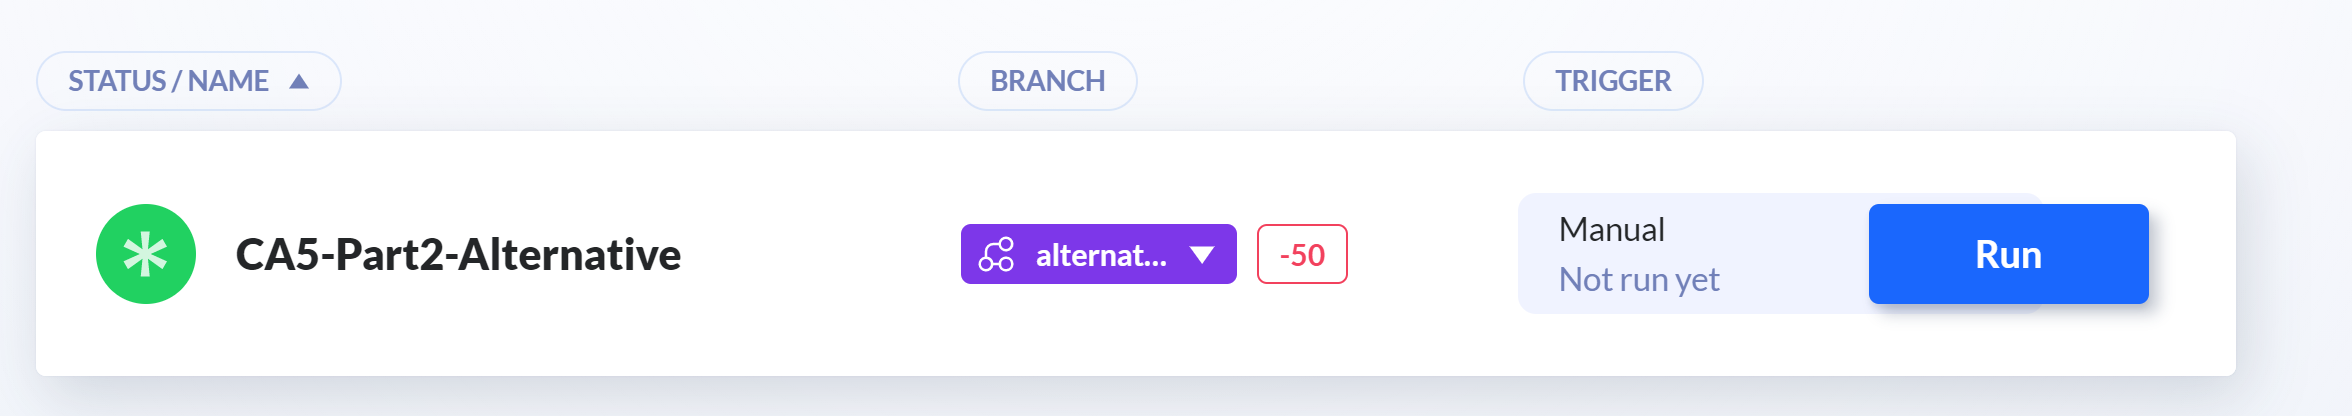 STATUS / NAME
BRANCH
TRIGGER
CA5-Part2-Alternative
alternat...
-50
Manual
Not run yet
Run